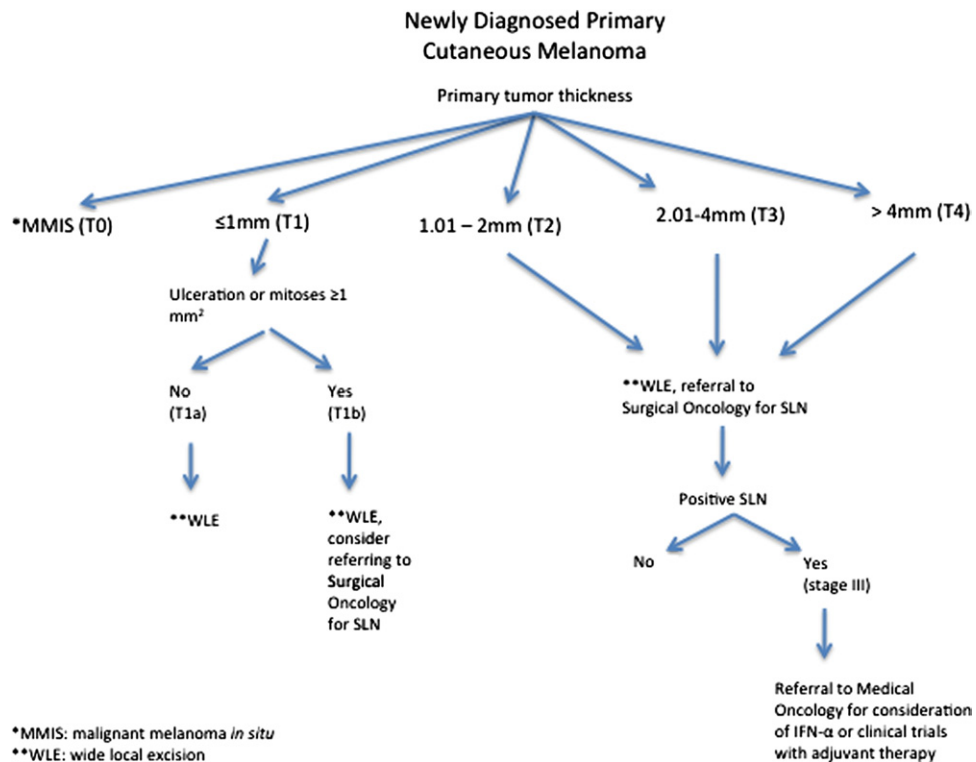 Newly Diagnosed Primary
Cutaneous Melanoma
Primary tumor thickness
*MMIS (T0)
≤1mm (T1)
1.01 – 2mm (T2)
2.01-4mm (T3)
> 4mm (T4)
Ulceration or mitoses ≥1
mm²
No
(T1a)
Yes
(T1b)
**WLE
**WLE,
consider
referring to
Surgical
Oncology
for SLN
**WLE, referral to
Surgical Oncology for SLN
Positive SLN
No
Yes
(stage III)
Referral to Medical
Oncology for consideration
of IFN-α or clinical trials
with adjuvant therapy
*MMIS: malignant melanoma in situ
**WLE: wide local excision